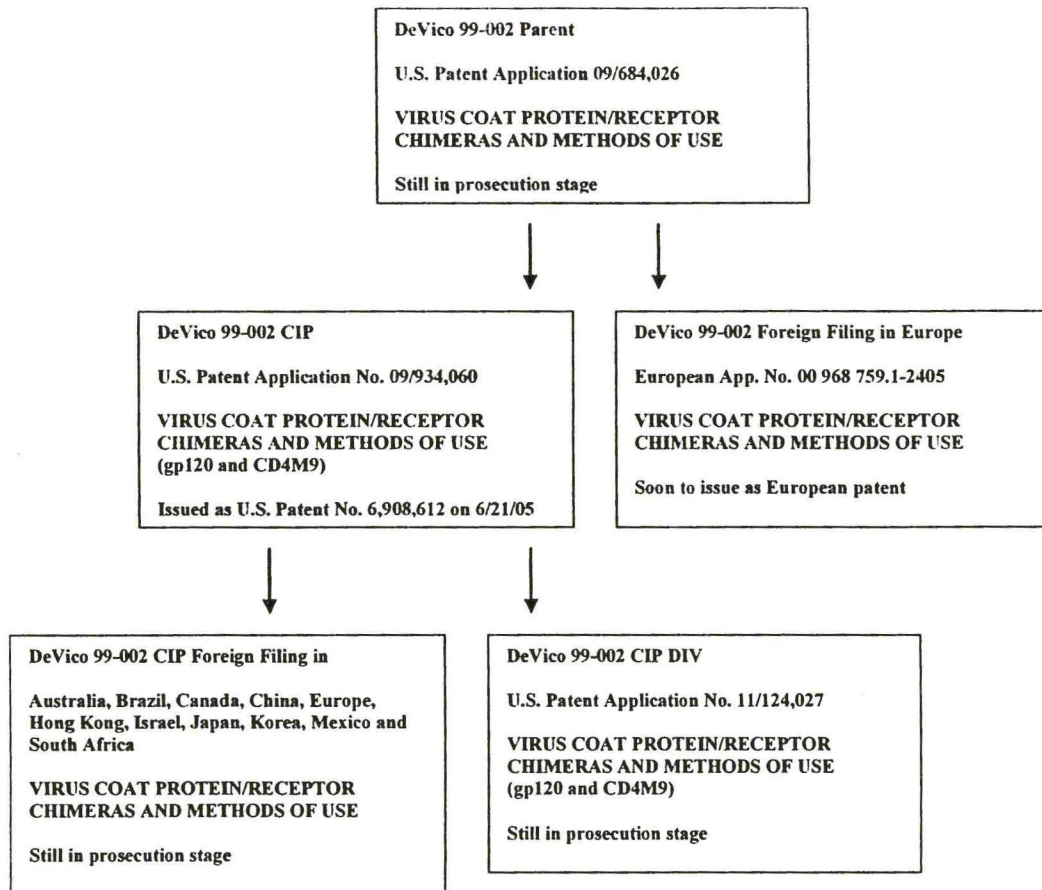 DeVico 99-002 Parent
U.S. Patent Application 09/684,026
VIRUS COAT PROTEIN/RECEPTOR
CHIMERAS AND METHODS OF USE
Still in prosecution stage
DeVico 99-002 CIP
U.S. Patent Application No. 09/934,060
VIRUS COAT PROTEIN/RECEPTOR
CHIMERAS AND METHODS OF USE
(gp120 and CD4M9)
Issued as U.S. Patent No. 6,908,612 on 6/21/05
DeVico 99-002 Foreign Filing in Europe
European App. No. 00 968 759.1-2405
VIRUS COAT PROTEIN/RECEPTOR
CHIMERAS AND METHODS OF USE
Soon to issue as European patent
DeVico 99-002 CIP Foreign Filing in
Australia, Brazil, Canada, China, Europe,
Hong Kong, Israel, Japan, Korea, Mexico and
South Africa
VIRUS COAT PROTEIN/RECEPTOR
CHIMERAS AND METHODS OF USE
Still in prosecution stage
DeVico 99-002 CIP DIV
U.S. Patent Application No. 11/124,027
VIRUS COAT PROTEIN/RECEPTOR
CHIMERAS AND METHODS OF USE
(gp120 and CD4M9)
Still in prosecution stage